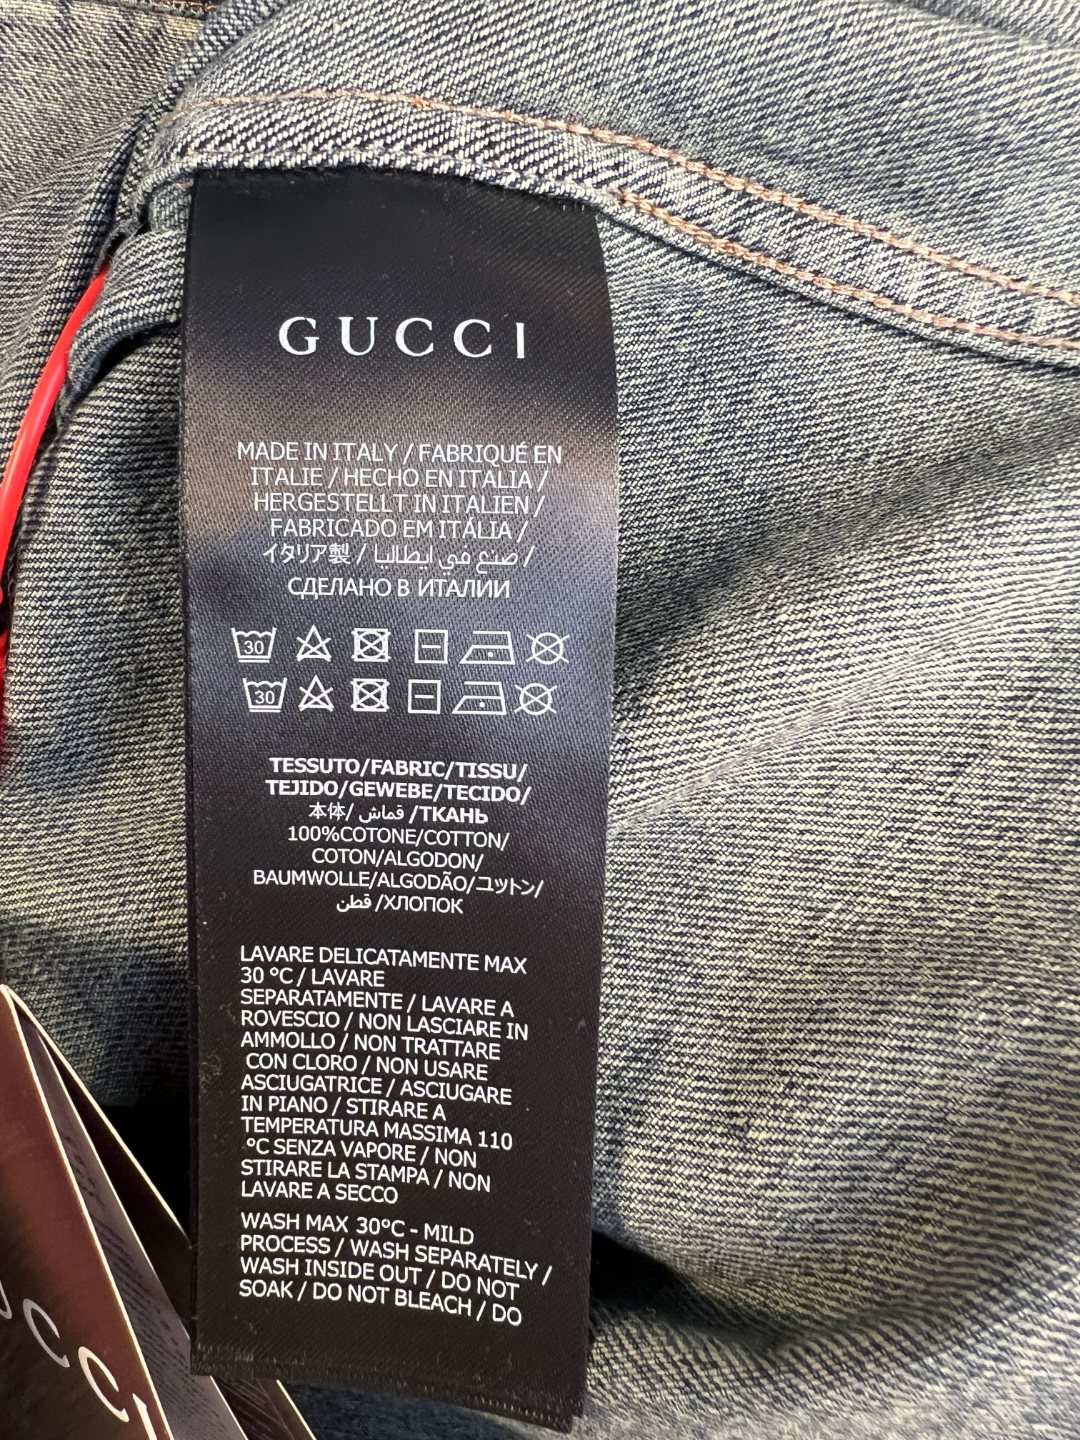 GUCCI
MADE IN ITALY / FABRIQUÉ EN
ITALIE / HECHO EN ITALIA /
HERGESTELLT IN ITALIEN /
FABRICADO EM ITÁLIA /
イタリア製 / صنع في ايطاليا /
СДЕЛАНО В ИТАЛИИ
30
30
TESSUTO/FABRIC/TISSU/
TEJIDO/GEWEBE/TECIDO/
本体/ قماش /ТКАНЬ
100%COTONE/COTTON/
COTON/ALGODON/
BAUMWOLLE/ALGODÃO/ユットン/
قطن /ХЛОПОК
LAVARE DELICATAMENTE MAX
30 °C / LAVARE
SEPARATAMENTE / LAVARE A
ROVESCIO / NON LASCIARE IN
AMMOLLO / NON TRATTARE
CON CLORO / NON USARE
ASCIUGATRICE / ASCIUGARE
IN PIANO / STIRARE A
TEMPERATURA MASSIMA 110
°C SENZA VAPORE / NON
STIRARE LA STAMPA / NON
LAVARE A SECCO
WASH MAX 30°C - MILD
PROCESS / WASH SEPARATELY /
WASH INSIDE OUT / DO NOT
SOAK / DO NOT BLEACH / DO